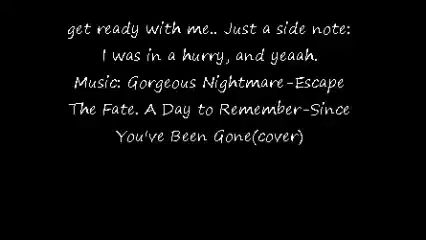 get ready with me.. Just a side note:
I was in a hurry, and yeaah.
Music: Gorgeous Nightmare-Escape
The Fate. A Day to Remember-Since
You've Been Gone(cover)